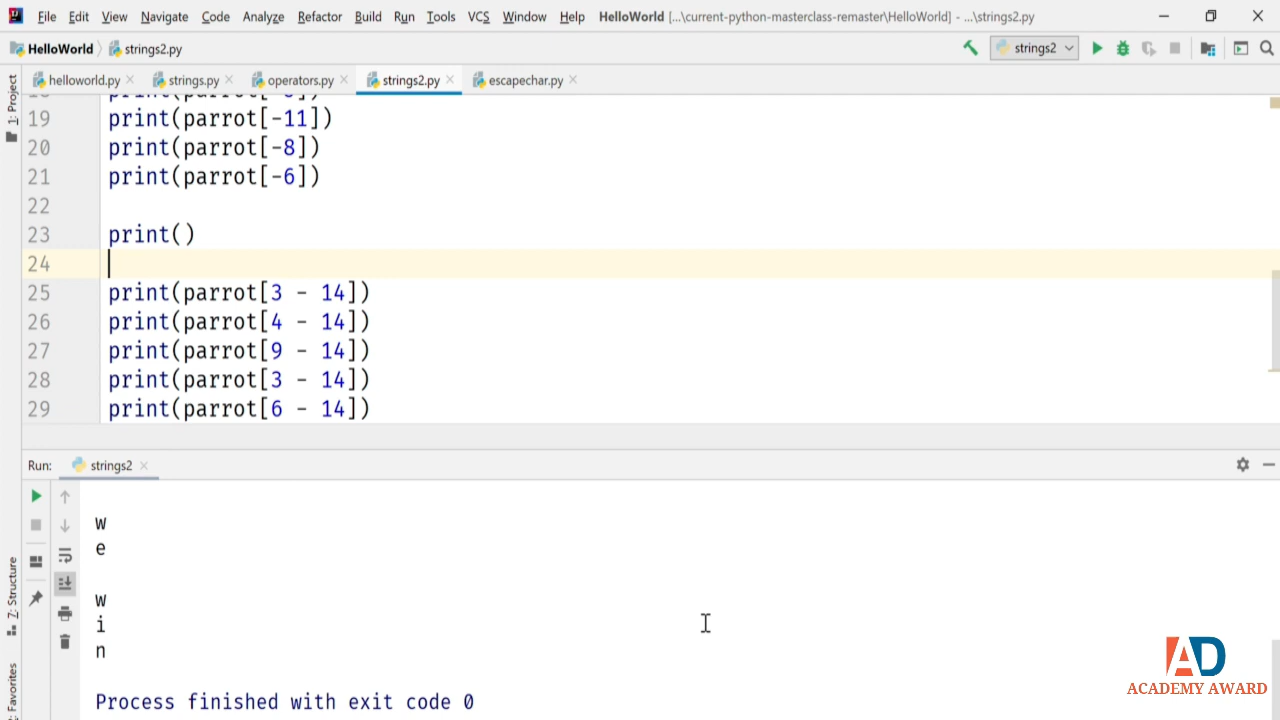 File Edit View Navigate Code Analyze Refactor Build Run Tools VCS Window Help HelloWorld [...\current-python-masterclass-remaster\HelloWorld] - ...\strings2.py
HelloWorld strings2.py strings2
helloworld.py strings.py operators.py strings2.py escapechar.py
1: Project
19 print(parrot[-11])
20 print(parrot[-8])
21 print(parrot[-6])
22
23 print()
24
25 print(parrot[3 - 14])
26 print(parrot[4 - 14])
27 print(parrot[9 - 14])
28 print(parrot[3 - 14])
29 print(parrot[6 - 14])
Run: strings2
w
e
w
i
n
Process finished with exit code 0
Z: Structure
Favorites
AD
ACADEMY AWARD